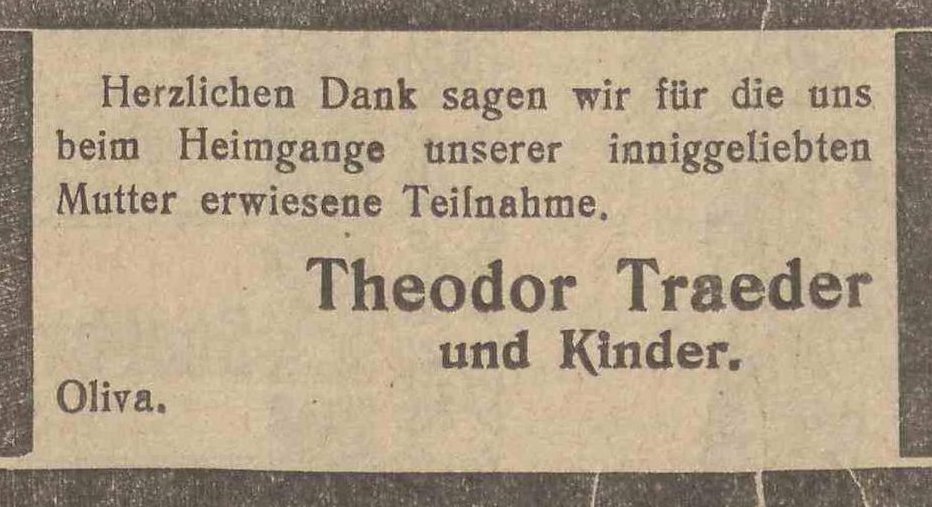 Herzlichen Dank sagen wir für die uns
beim Heimgange unserer inniggeliebten
Mutter erwiesene Teilnahme.
Theodor Traeder
und Kinder.
Oliva.